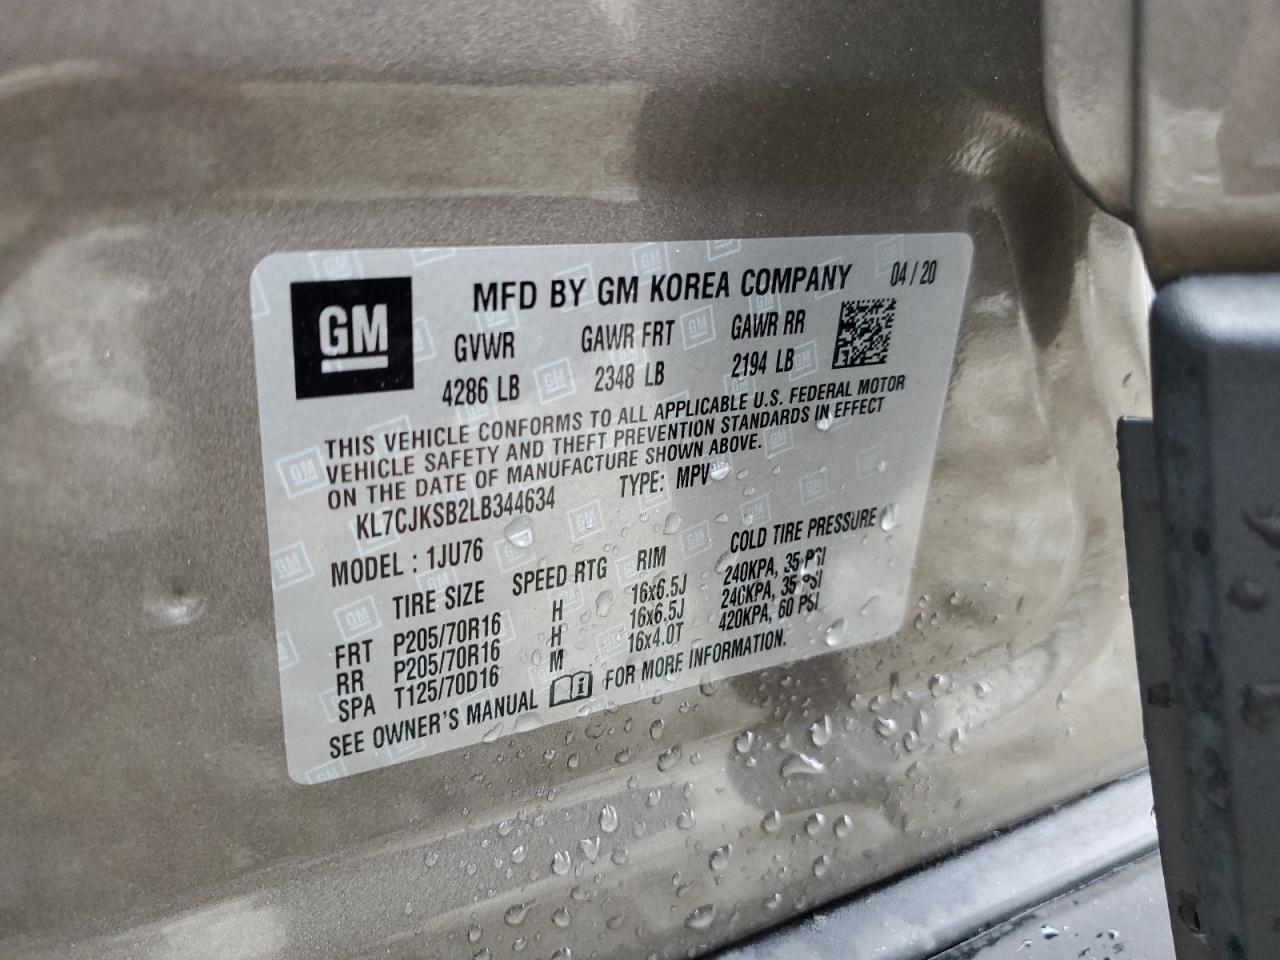 GM
MFD BY GM KOREA COMPANY 04 / 20
GVWR GAWR FRT GAWR RR
4286 LB 2348 LB 2194 LB
THIS VEHICLE CONFORMS TO ALL APPLICABLE U.S. FEDERAL MOTOR
VEHICLE SAFETY AND THEFT PREVENTION STANDARDS IN EFFECT
ON THE DATE OF MANUFACTURE SHOWN ABOVE.
KL7CJKSB2LB344634 TYPE: MPV
MODEL : 1JU76
TIRE SIZE SPEED RTG RIM COLD TIRE PRESSURE
FRT P205/70R16 H 16x6.5J 240KPA, 35 PSI
RR P205/70R16 H 16x6.5J 240KPA, 35 PSI
SPA T125/70D16 M 16x4.0T 420KPA, 60 PSI
SEE OWNER'S MANUAL FOR MORE INFORMATION.